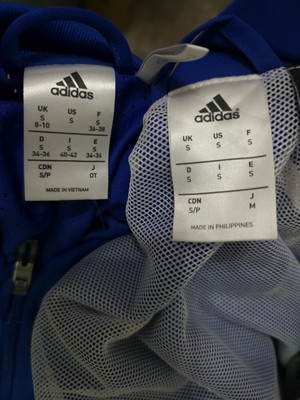 adidas
UK US F
S S S
8-10 36-38
D I E
S S S
34-36 40-42 34-36
CDN J
S/P OT
MADE IN VIETNAM
adidas
UK US F
S S S
D I E
S S S
CDN J
S/P M
MADE IN PHILIPPINES